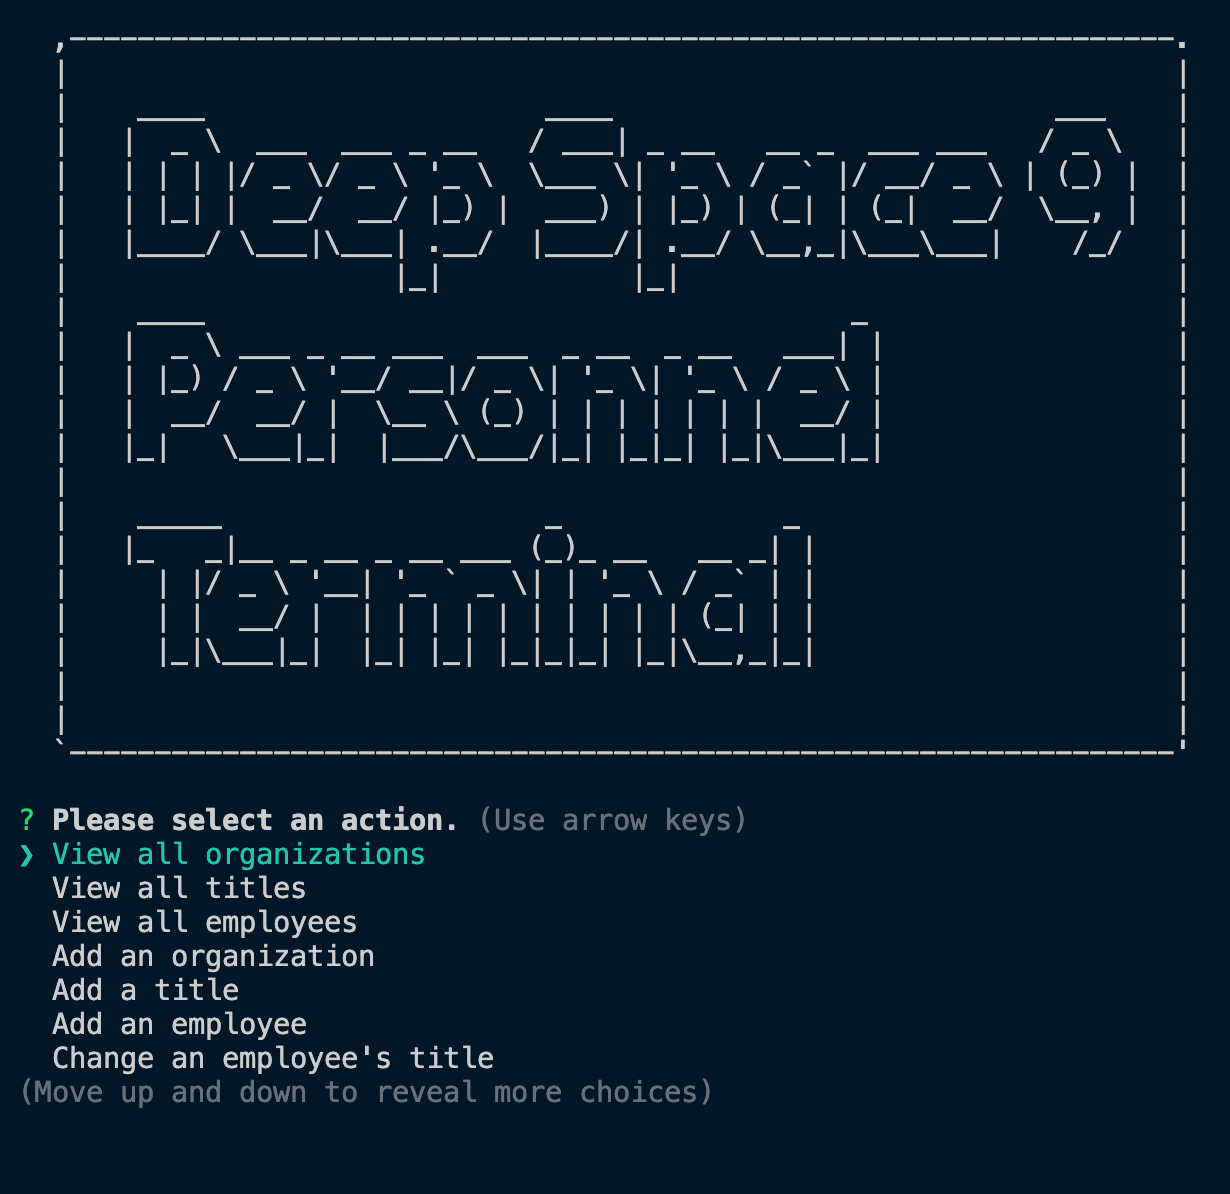 Deep Space 9
Personnel
Terminal
? Please select an action. (Use arrow keys)
❯ View all organizations
View all titles
View all employees
Add an organization
Add a title
Add an employee
Change an employee's title
(Move up and down to reveal more choices)